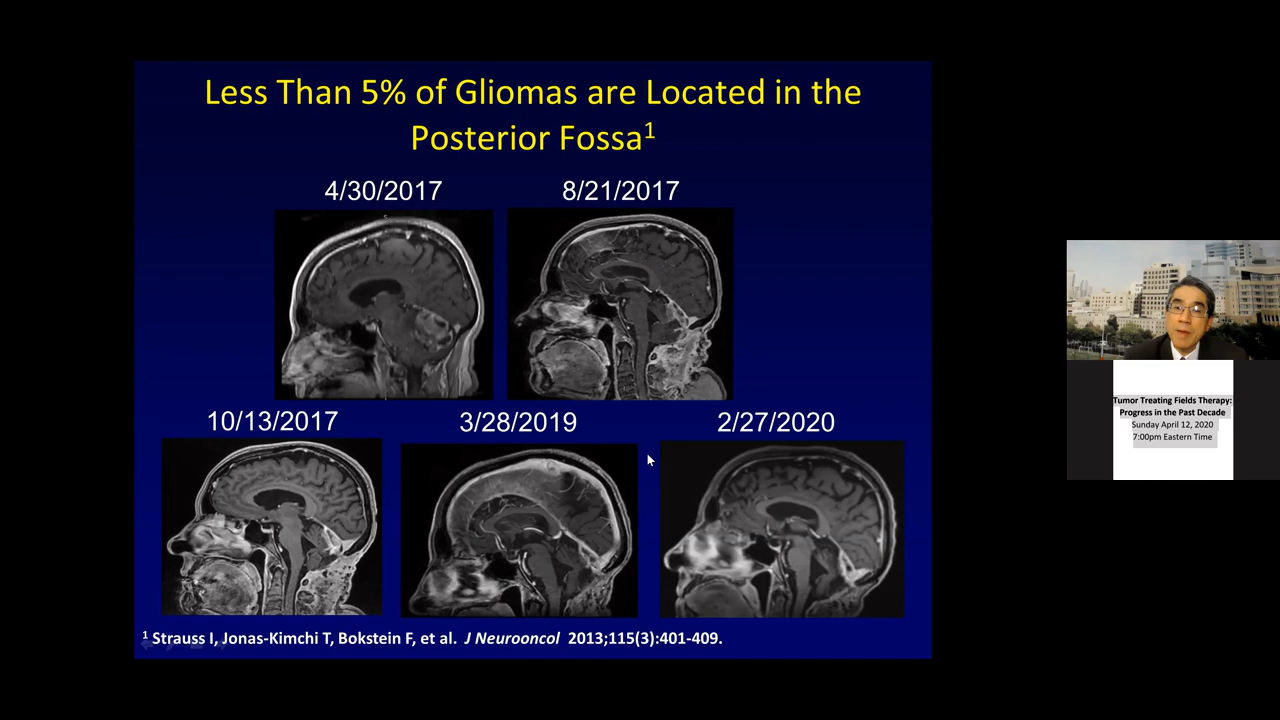 Less Than 5% of Gliomas are Located in the
Posterior Fossa1
4/30/2017
8/21/2017
10/13/2017
3/28/2019
2/27/2020
1 Strauss I, Jonas-Kimchi T, Bokstein F, et al. J Neurooncol 2013;115(3):401-409.
Tumor Treating Fields Therapy:
Progress in the Past Decade
Sunday April 12, 2020
7:00pm Eastern Time